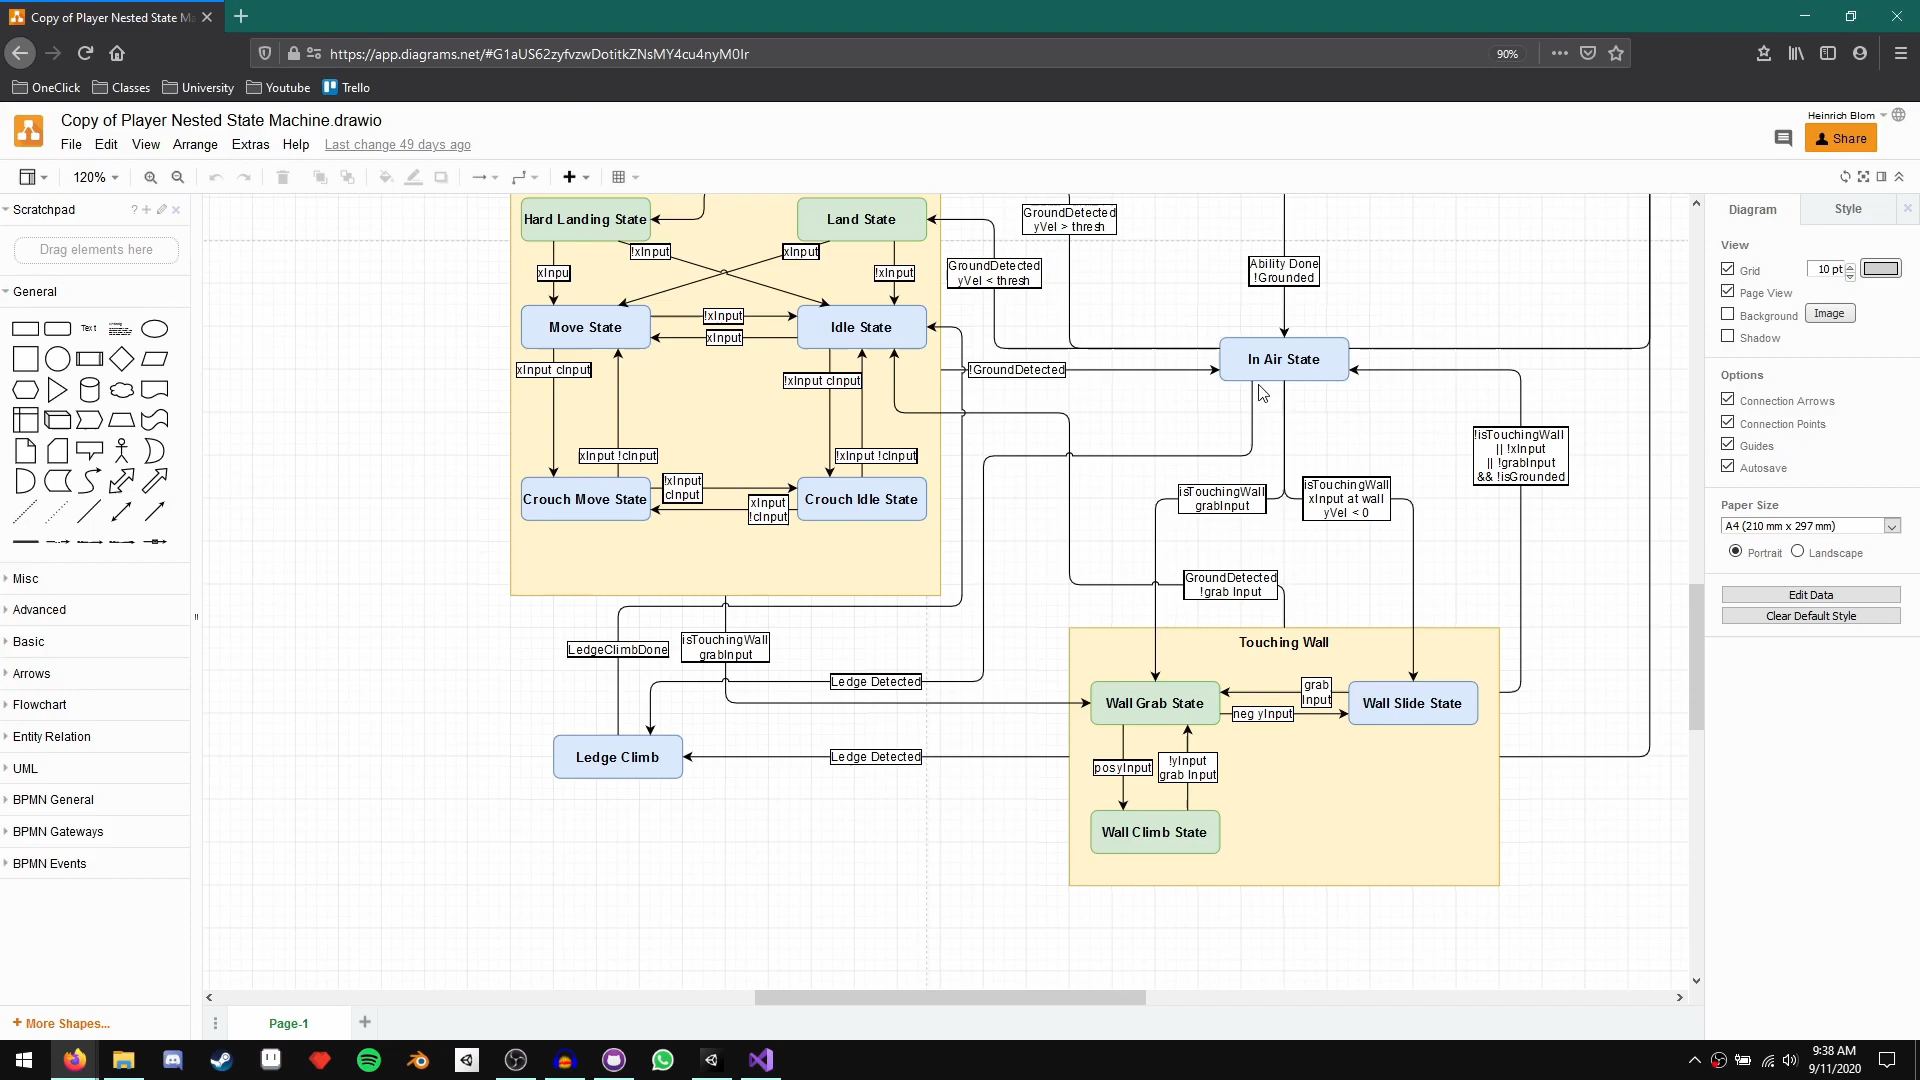 Copy of Player Nested State Ma
https://app.diagrams.net/#G1aUS62zyfvzwDotitkZNsMY4cu4nyM0Ir
90%
OneClick
Classes
University
Youtube
Trello
Copy of Player Nested State Machine.drawio
Heinrich Blom
File
Edit
View
Arrange
Extras
Help
Last change 49 days ago
Share
120%
Scratchpad
?
Drag elements here
General
Text
Misc
Advanced
Basic
Arrows
Flowchart
Entity Relation
UML
BPMN General
BPMN Gateways
BPMN Events
+ More Shapes...
Hard Landing State
Land State
GroundDetected
yVel > thresh
!xInput
xInput
xInpu
!xInput
GroundDetected
yVel < thresh
Ability Done
!Grounded
Move State
!xInput
xInput
Idle State
In Air State
xInput cInput
!xInput cInput
!GroundDetected
xInput !cInput
!xInput !cInput
!isTouchingWall
|| !xInput
|| !grabInput
&& !isGrounded
Crouch Move State
!xInput
cInput
xInput
!cInput
Crouch Idle State
isTouchingWall
grabInput
isTouchingWall
xInput at wall
yVel < 0
GroundDetected
!grab Input
LedgeClimbDone
isTouchingWall
grabInput
Touching Wall
Ledge Detected
Wall Grab State
grab
Input
neg yInput
Wall Slide State
Ledge Climb
Ledge Detected
posyInput
!yInput
grab Input
Wall Climb State
Page-1
Diagram
Style
View
Grid
10 pt
Page View
Background
Image
Shadow
Options
Connection Arrows
Connection Points
Guides
Autosave
Paper Size
A4 (210 mm x 297 mm)
Portrait
Landscape
Edit Data
Clear Default Style
9:38 AM
9/11/2020